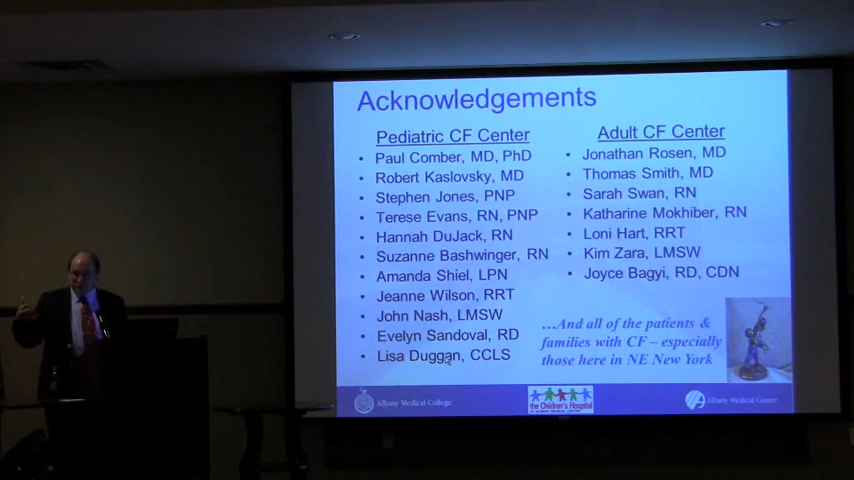 Acknowledgements
Pediatric CF Center
• Paul Comber, MD, PhD
• Robert Kaslovsky, MD
• Stephen Jones, PNP
• Terese Evans, RN, PNP
• Hannah DuJack, RN
• Suzanne Bashwinger, RN
• Amanda Shiel, LPN
• Jeanne Wilson, RRT
• John Nash, LMSW
• Evelyn Sandoval, RD
• Lisa Duggan, CCLS
Adult CF Center
• Jonathan Rosen, MD
• Thomas Smith, MD
• Sarah Swan, RN
• Katharine Mokhiber, RN
• Loni Hart, RRT
• Kim Zara, LMSW
• Joyce Bagyi, RD, CDN
…And all of the patients &
families with CF – especially
those here in NE New York
Albany Medical College
the Children's Hospital
AT ALBANY MEDICAL CENTER
Albany Medical Center